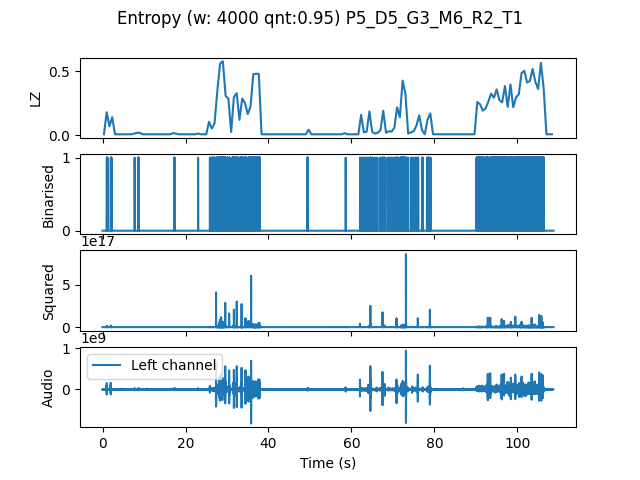 Entropy (w: 4000 qnt:0.95) P5_D5_G3_M6_R2_T1
0.5
0.0
LZ
1
0
Binarised
1e17
5
0
Squared
1e9
1
0
Audio
Left channel
0 20 40 60 80 100
Time (s)